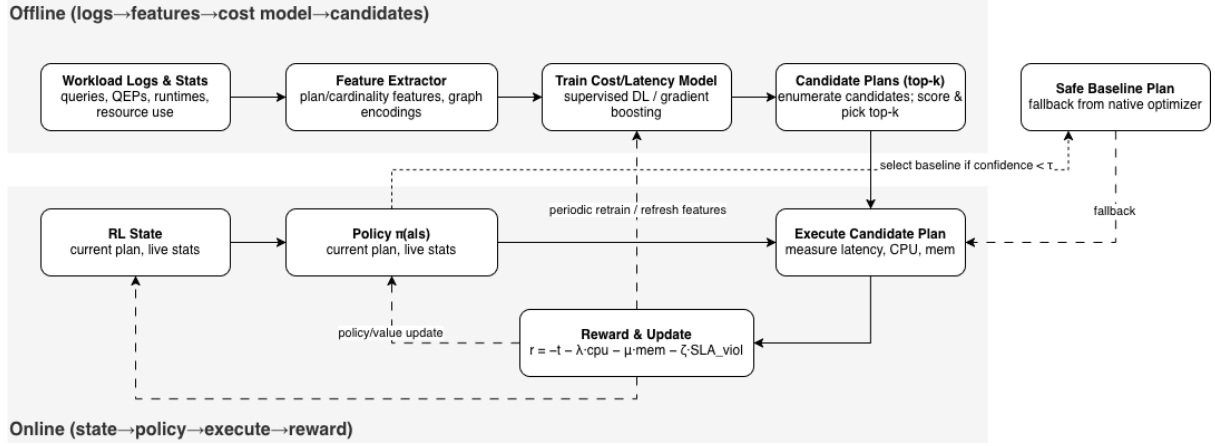 Offline (logs→features→cost model→candidates)
Workload Logs & Stats
queries, QEPs, runtimes,
resource use
Feature Extractor
plan/cardinality features, graph
encodings
Train Cost/Latency Model
supervised DL / gradient
boosting
Candidate Plans (top-k)
enumerate candidates; score &
pick top-k
Safe Baseline Plan
fallback from native optimizer
select baseline if confidence < τ
periodic retrain / refresh features
fallback
RL State
current plan, live stats
Policy π(als)
current plan, live stats
Execute Candidate Plan
measure latency, CPU, mem
policy/value update
Reward & Update
r = −t − λ·cpu − μ·mem − ζ·SLA_viol
Online (state→policy→execute→reward)